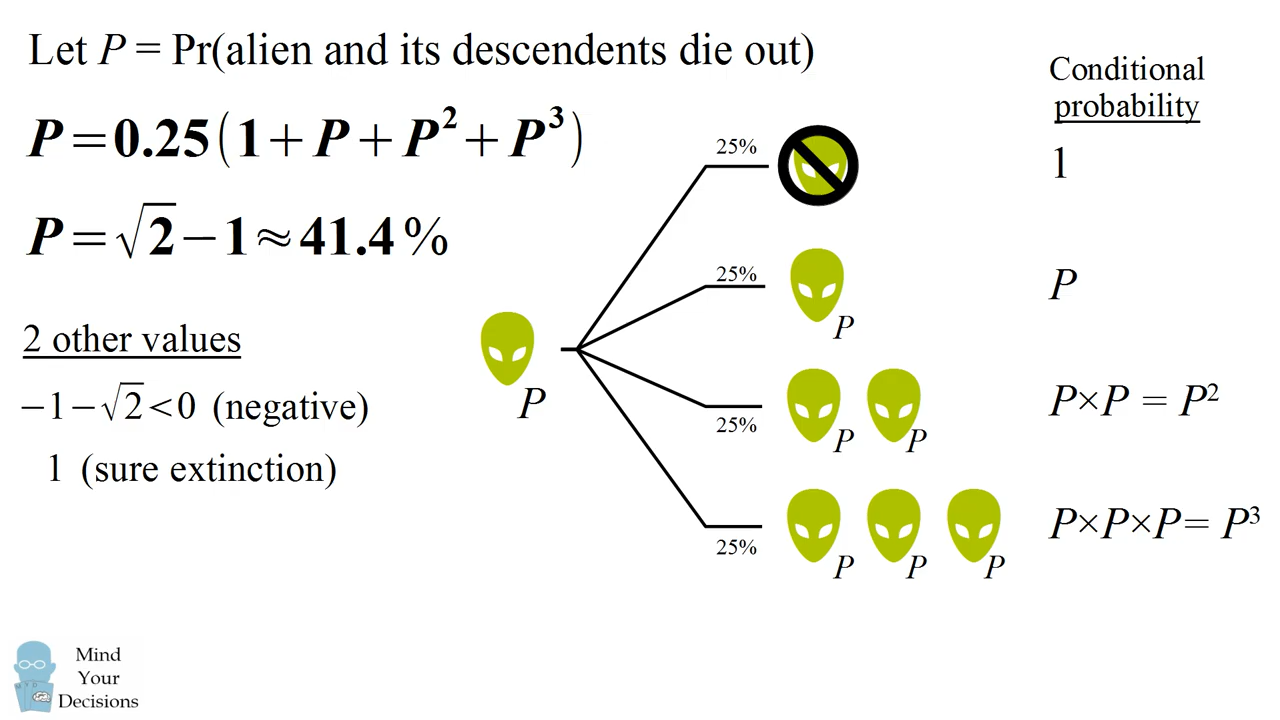 Let P = Pr(alien and its descendents die out)
P = 0.25(1 + P + P² + P³)
P = √2 − 1 ≈ 41.4 %
2 other values
−1 − √2 < 0 (negative)
1 (sure extinction)
P
25%
25%
P
25%
P P
25%
P P P
Conditional
probability
1
P
P×P = P²
P×P×P = P³
Mind
Your
Decisions